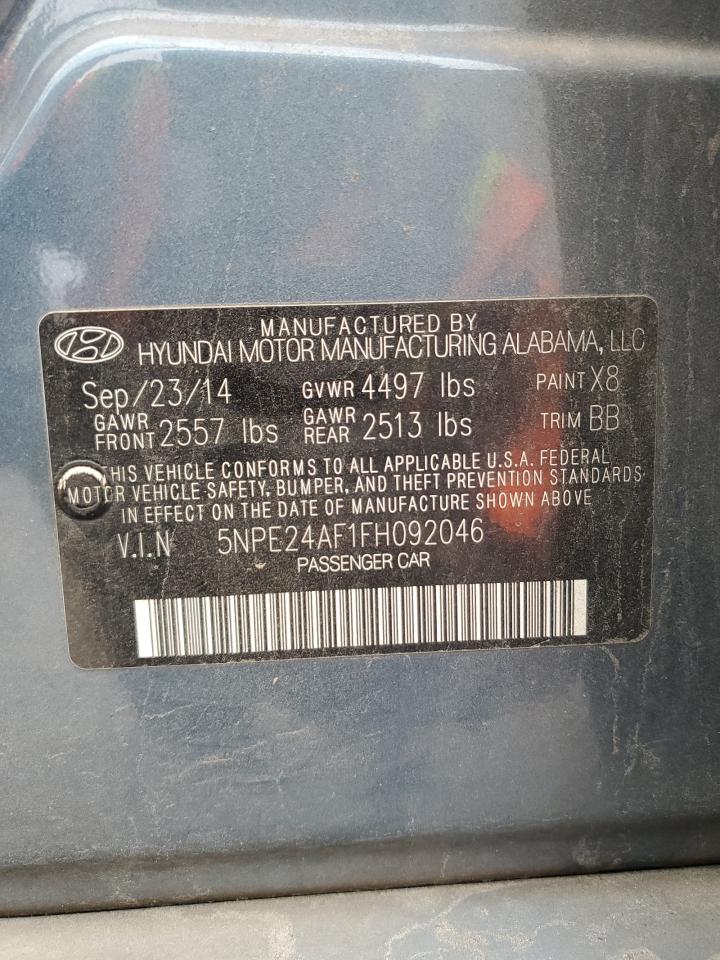 MANUFACTURED BY
HYUNDAI MOTOR MANUFACTURING ALABAMA, LLC
Sep/23/14 GVWR 4497 lbs PAINT X8
GAWR FRONT 2557 lbs GAWR REAR 2513 lbs TRIM BB
THIS VEHICLE CONFORMS TO ALL APPLICABLE U.S.A. FEDERAL
MOTOR VEHICLE SAFETY, BUMPER, AND THEFT PREVENTION STANDARDS
IN EFFECT ON THE DATE OF MANUFACTURE SHOWN ABOVE
V.I.N 5NPE24AF1FH092046
PASSENGER CAR